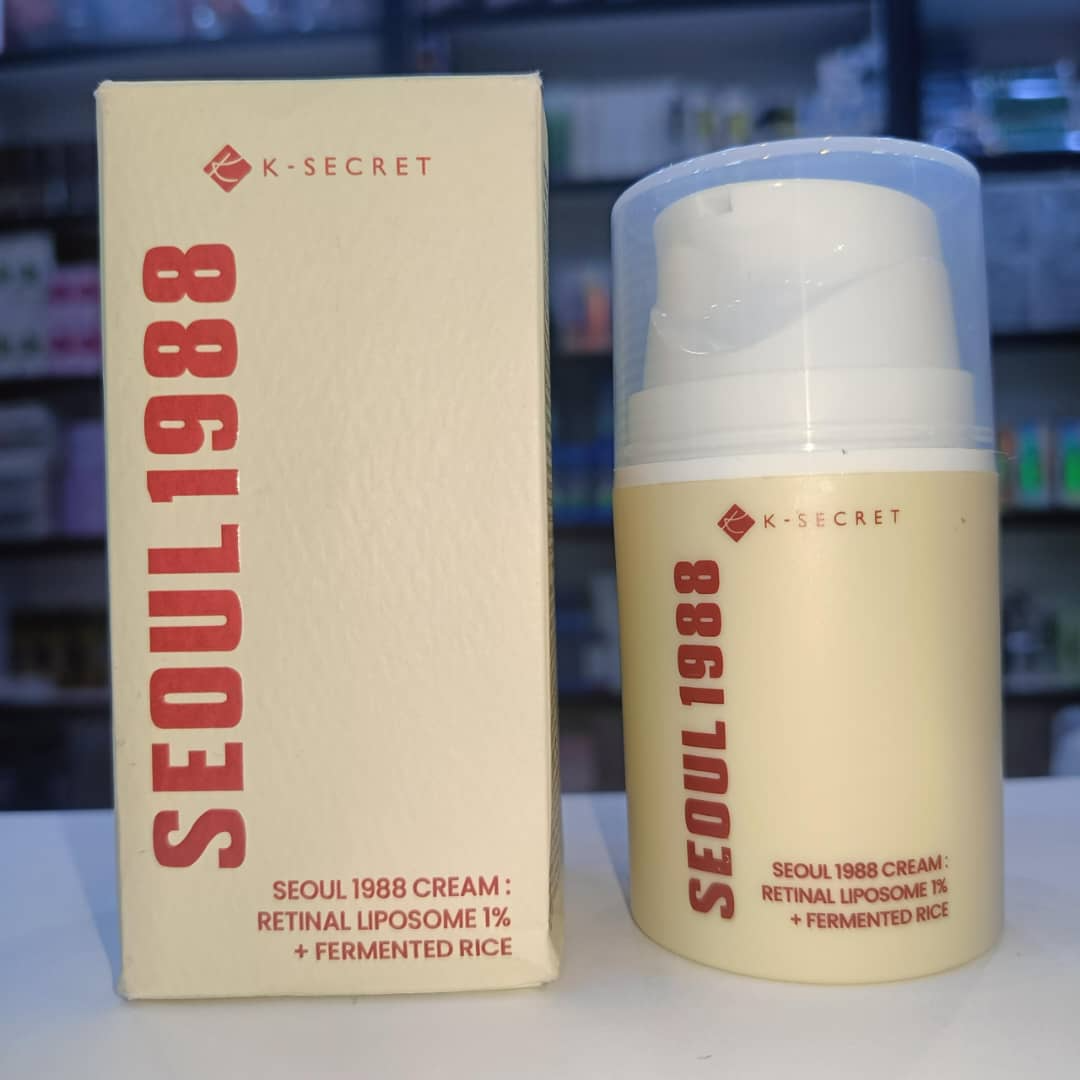 K-SECRET
SEOUL 1988
SEOUL 1988 CREAM :
RETINAL LIPOSOME 1%
+ FERMENTED RICE
K-SECRET
SEOUL 1988
SEOUL 1988 CREAM :
RETINAL LIPOSOME 1%
+ FERMENTED RICE